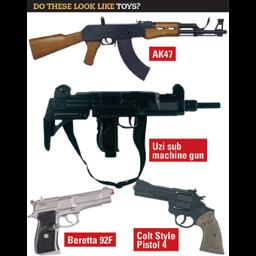 DO THESE LOOK LIKE TOYS?
AK47
Uzi sub
machine gun
Beretta 92F
Colt Style
Pistol 4